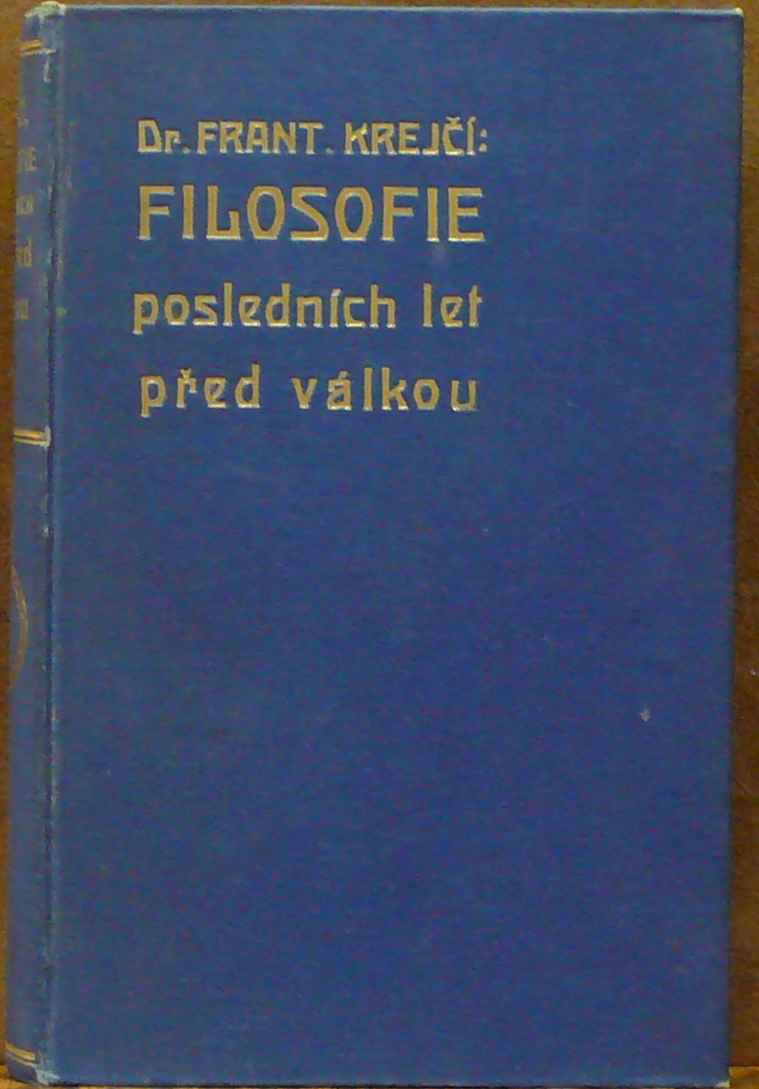 Dr. FRANT. KREJČÍ:
FILOSOFIE
posledních let
před válkou